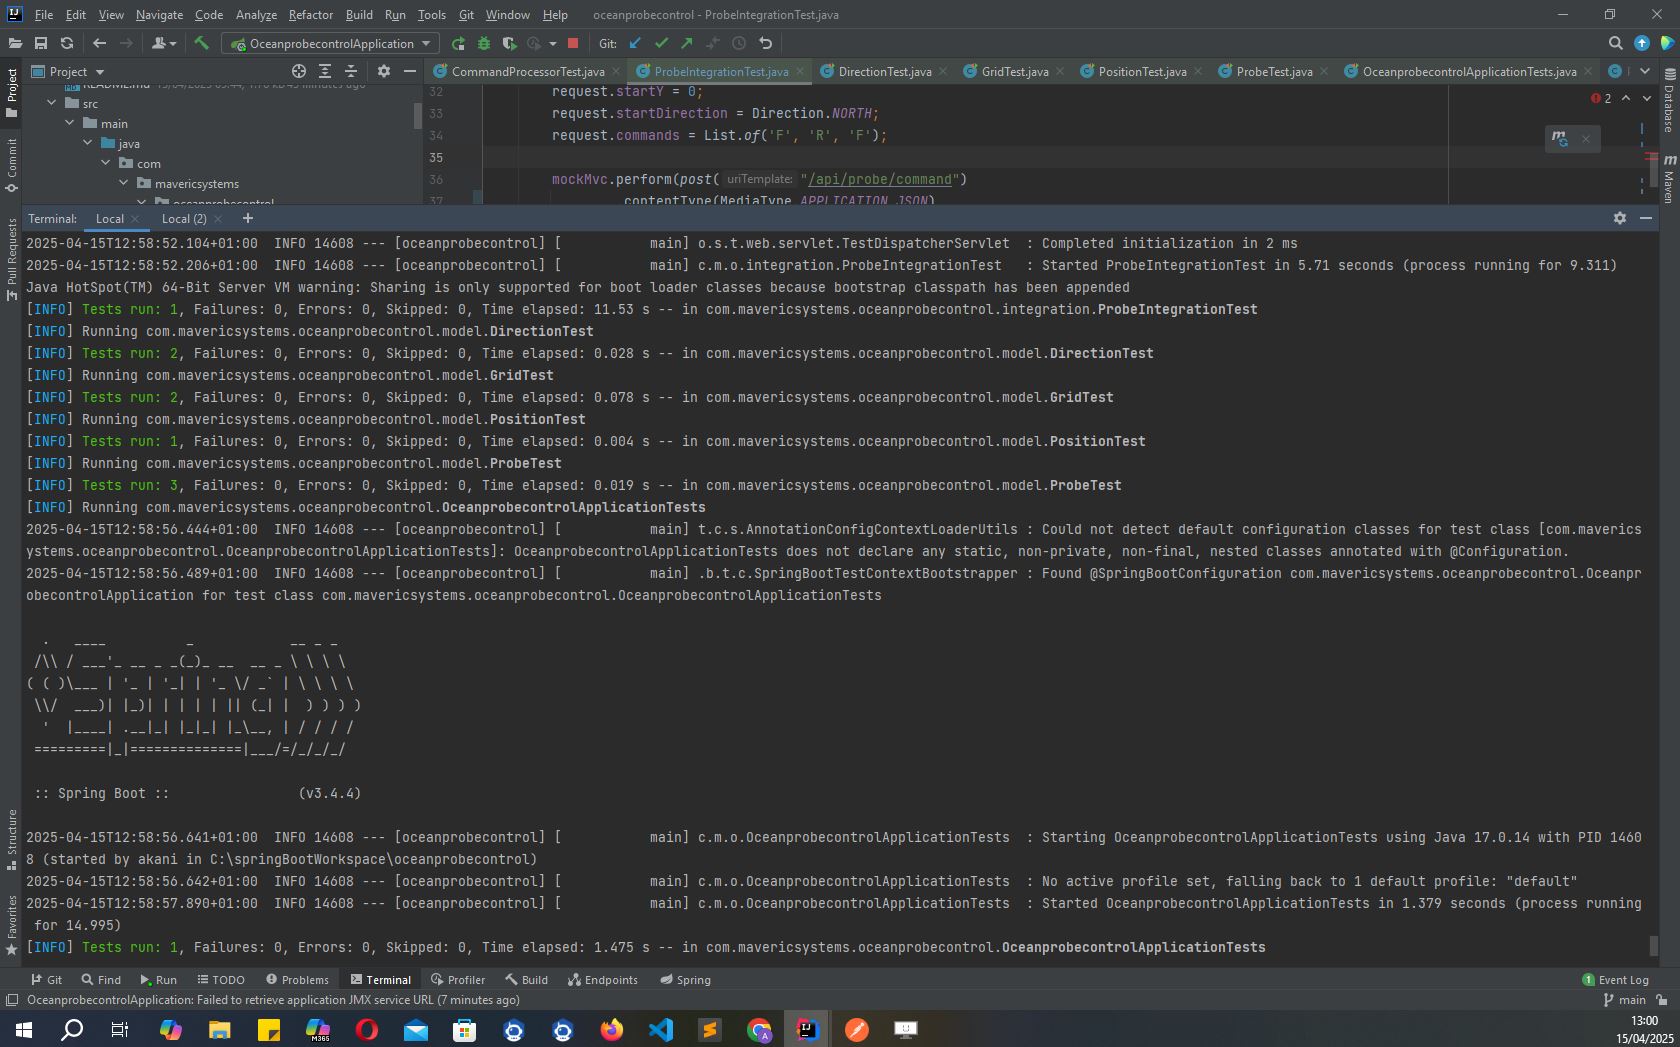 File Edit View Navigate Code Analyze Refactor Build Run Tools Git Window Help oceanprobecontrol - ProbeIntegrationTest.java
OceanprobecontrolApplication Git:
Project
CommandProcessorTest.java ProbeIntegrationTest.java DirectionTest.java GridTest.java PositionTest.java ProbeTest.java OceanprobecontrolApplicationTests.java
src
main
java
com
mavericsystems
oceanprobecontrol
32 request.startY = 0;
33 request.startDirection = Direction.NORTH;
34 request.commands = List.of('F', 'R', 'F');
35
36 mockMvc.perform(post( uriTemplate: "/api/probe/command")
37 .contentType(MediaType.APPLICATION_JSON)
2
Project
Commit
Pull Requests
Structure
Favorites
Database
Maven
Terminal: Local Local (2) +
2025-04-15T12:58:52.104+01:00  INFO 14608 --- [oceanprobecontrol] [           main] o.s.t.web.servlet.TestDispatcherServlet  : Completed initialization in 2 ms
2025-04-15T12:58:52.206+01:00  INFO 14608 --- [oceanprobecontrol] [           main] c.m.o.integration.ProbeIntegrationTest   : Started ProbeIntegrationTest in 5.71 seconds (process running for 9.311)
Java HotSpot(TM) 64-Bit Server VM warning: Sharing is only supported for boot loader classes because bootstrap classpath has been appended
[INFO] Tests run: 1, Failures: 0, Errors: 0, Skipped: 0, Time elapsed: 11.53 s -- in com.mavericsystems.oceanprobecontrol.integration.ProbeIntegrationTest
[INFO] Running com.mavericsystems.oceanprobecontrol.model.DirectionTest
[INFO] Tests run: 2, Failures: 0, Errors: 0, Skipped: 0, Time elapsed: 0.028 s -- in com.mavericsystems.oceanprobecontrol.model.DirectionTest
[INFO] Running com.mavericsystems.oceanprobecontrol.model.GridTest
[INFO] Tests run: 2, Failures: 0, Errors: 0, Skipped: 0, Time elapsed: 0.078 s -- in com.mavericsystems.oceanprobecontrol.model.GridTest
[INFO] Running com.mavericsystems.oceanprobecontrol.model.PositionTest
[INFO] Tests run: 1, Failures: 0, Errors: 0, Skipped: 0, Time elapsed: 0.004 s -- in com.mavericsystems.oceanprobecontrol.model.PositionTest
[INFO] Running com.mavericsystems.oceanprobecontrol.model.ProbeTest
[INFO] Tests run: 3, Failures: 0, Errors: 0, Skipped: 0, Time elapsed: 0.019 s -- in com.mavericsystems.oceanprobecontrol.model.ProbeTest
[INFO] Running com.mavericsystems.oceanprobecontrol.OceanprobecontrolApplicationTests
2025-04-15T12:58:56.444+01:00  INFO 14608 --- [oceanprobecontrol] [           main] t.c.s.AnnotationConfigContextLoaderUtils : Could not detect default configuration classes for test class [com.maverics
ystems.oceanprobecontrol.OceanprobecontrolApplicationTests]: OceanprobecontrolApplicationTests does not declare any static, non-private, non-final, nested classes annotated with @Configuration.
2025-04-15T12:58:56.489+01:00  INFO 14608 --- [oceanprobecontrol] [           main] .b.t.c.SpringBootTestContextBootstrapper : Found @SpringBootConfiguration com.mavericsystems.oceanprobecontrol.Oceanpr
obecontrolApplication for test class com.mavericsystems.oceanprobecontrol.OceanprobecontrolApplicationTests
  .   ____          _            __ _ _
 /\\ / ___'_ __ _ _(_)_ __  __ _ \ \ \ \
( ( )\___ | '_ | '_| | '_ \/ _` | \ \ \ \
 \\/  ___)| |_)| | | | | || (_| |  ) ) ) )
  '  |____| .__|_| |_|_| |_\__, | / / / /
 =========|_|==============|___/=/_/_/_/
 :: Spring Boot ::                (v3.4.4)
2025-04-15T12:58:56.641+01:00  INFO 14608 --- [oceanprobecontrol] [           main] c.m.o.OceanprobecontrolApplicationTests  : Starting OceanprobecontrolApplicationTests using Java 17.0.14 with PID 1460
8 (started by akani in C:\springBootWorkspace\oceanprobecontrol)
2025-04-15T12:58:56.642+01:00  INFO 14608 --- [oceanprobecontrol] [           main] c.m.o.OceanprobecontrolApplicationTests  : No active profile set, falling back to 1 default profile: "default"
2025-04-15T12:58:57.890+01:00  INFO 14608 --- [oceanprobecontrol] [           main] c.m.o.OceanprobecontrolApplicationTests  : Started OceanprobecontrolApplicationTests in 1.379 seconds (process running
 for 14.995)
[INFO] Tests run: 1, Failures: 0, Errors: 0, Skipped: 0, Time elapsed: 1.475 s -- in com.mavericsystems.oceanprobecontrol.OceanprobecontrolApplicationTests
Git Find Run TODO Problems Terminal Profiler Build Endpoints Spring 1 Event Log
OceanprobecontrolApplication: Failed to retrieve application JMX service URL (7 minutes ago) main
M365
13:00
15/04/2025